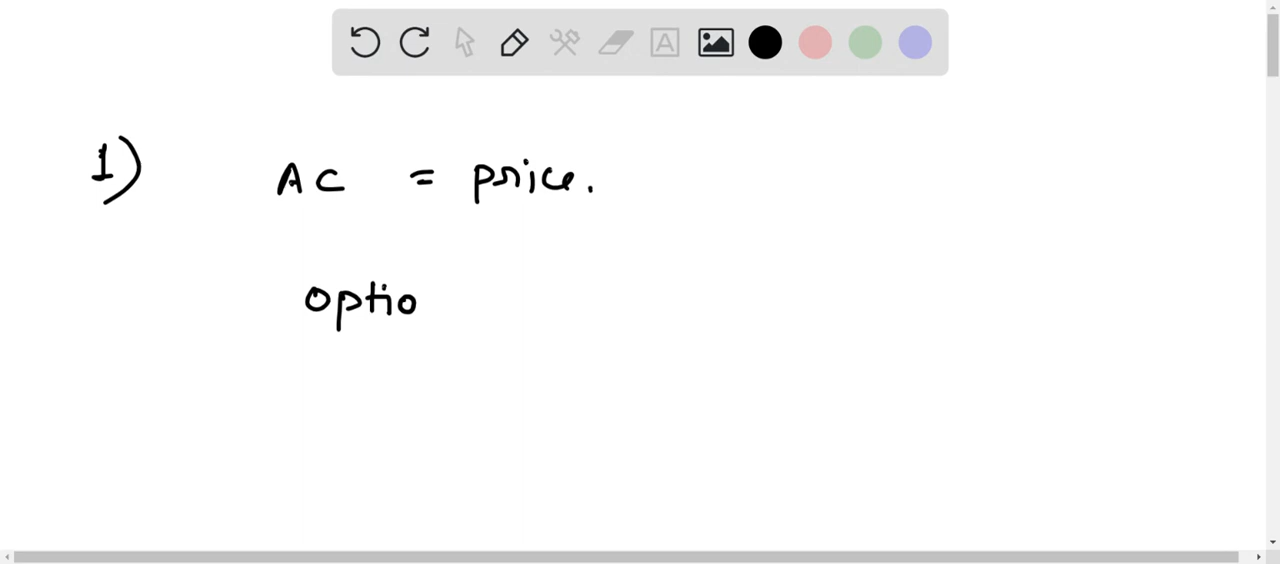 1) AC = price.
optio